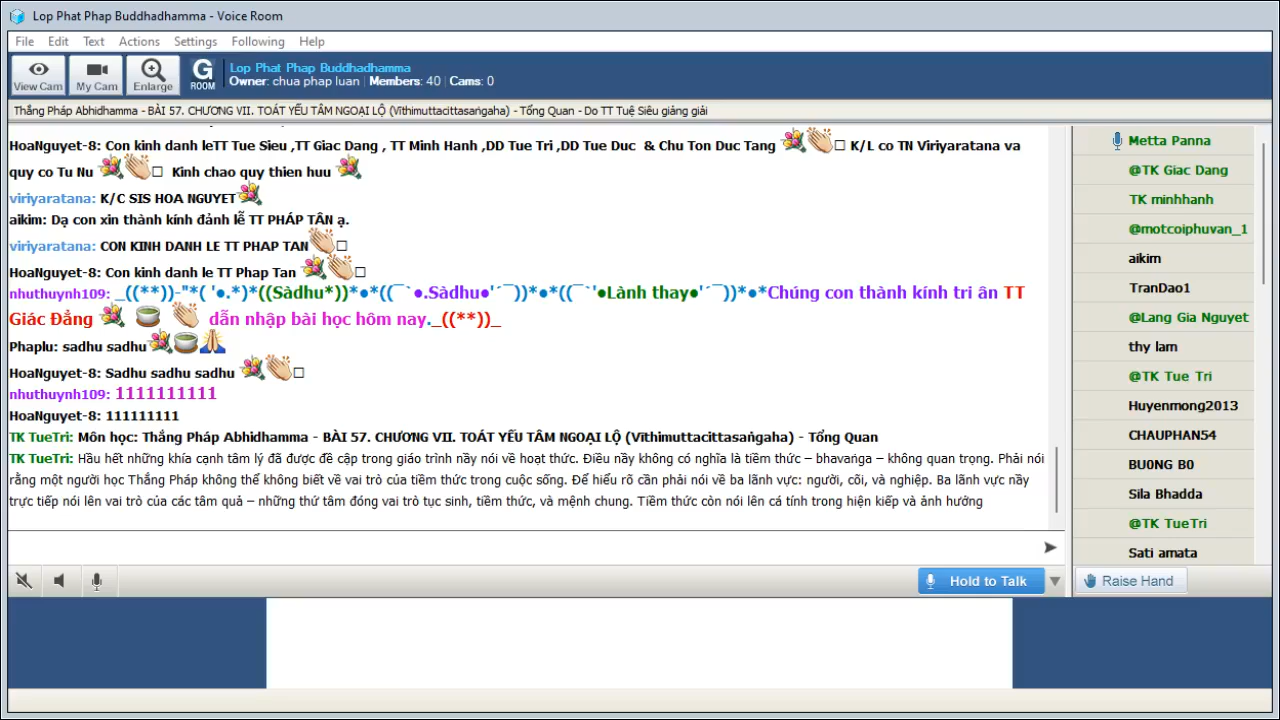 Lop Phat Phap Buddhadhamma - Voice Room
File Edit Text Actions Settings Following Help
View Cam My Cam Enlarge G ROOM
Lop Phat Phap Buddhadhamma
Owner: chua phap luan Members: 40 Cams: 0
Thắng Pháp Abhidhamma - BÀI 57. CHƯƠNG VII. TOÁT YẾU TÂM NGOẠI LỘ (Vīthimuttacittasaṅgaha) - Tổng Quan - Do TT Tuệ Siêu giảng giải
HoaNguyet-8: Con kinh danh leTT Tue Sieu ,TT Giac Dang , TT Minh Hanh ,DD Tue Tri ,DD Tue Duc & Chu Ton Duc Tang 💐👏□ K/L co TN Viriyaratana va
quy co Tu Nu 💐👏□ Kinh chao quy thien huu 💐
viriyaratana: K/C SIS HOA NGUYET💐
aikim: Dạ con xin thành kính đảnh lễ TT PHÁP TÂN ạ.
viriyaratana: CON KINH DANH LE TT PHAP TAN👏□
HoaNguyet-8: Con kinh danh le TT Phap Tan 💐👏□
nhuthuynh109: _((**))-"*( '●.*)*((Sàdhu*))*●*((¯`●.Sàdhu●'´¯))*●*●*((¯`'●Lành thay●'´¯))*●*●*Chúng con thành kính tri ân TT
Giác Đẳng 💐 🍵 👏 dẫn nhập bài học hôm nay._((**))_
Phaplu: sadhu sadhu💐🍵🙏
HoaNguyet-8: Sadhu sadhu sadhu 💐👏□
nhuthuynh109: 1111111111
HoaNguyet-8: 111111111
TK TueTri: Môn học: Thắng Pháp Abhidhamma - BÀI 57. CHƯƠNG VII. TOÁT YẾU TÂM NGOẠI LỘ (Vīthimuttacittasaṅgaha) - Tổng Quan
TK TueTri: Hầu hết những khía cạnh tâm lý đã được đề cập trong giáo trình nầy nói về hoạt thức. Điều nầy không có nghĩa là tiềm thức – bhavaṅga – không quan trọng. Phải nói
rằng một người học Thắng Pháp không thể không biết về vai trò của tiềm thức trong cuộc sống. Để hiểu rõ cần phải nói về ba lãnh vực: người, cõi, và nghiệp. Ba lãnh vực nầy
trực tiếp nói lên vai trò của các tâm quả – những thứ tâm đóng vai trò tục sinh, tiềm thức, và mệnh chung. Tiềm thức còn nói lên cá tính trong hiện kiếp và ảnh hưởng
Hold to Talk
Metta Panna
@TK Giac Dang
TK minhhanh
@motcoiphuvan_1
aikim
TranDao1
@Lang Gia Nguyet
thy lam
@TK Tue Tri
Huyenmong2013
CHAUPHAN54
BU0NG B0
Sila Bhadda
@TK TueTri
Sati amata
Raise Hand